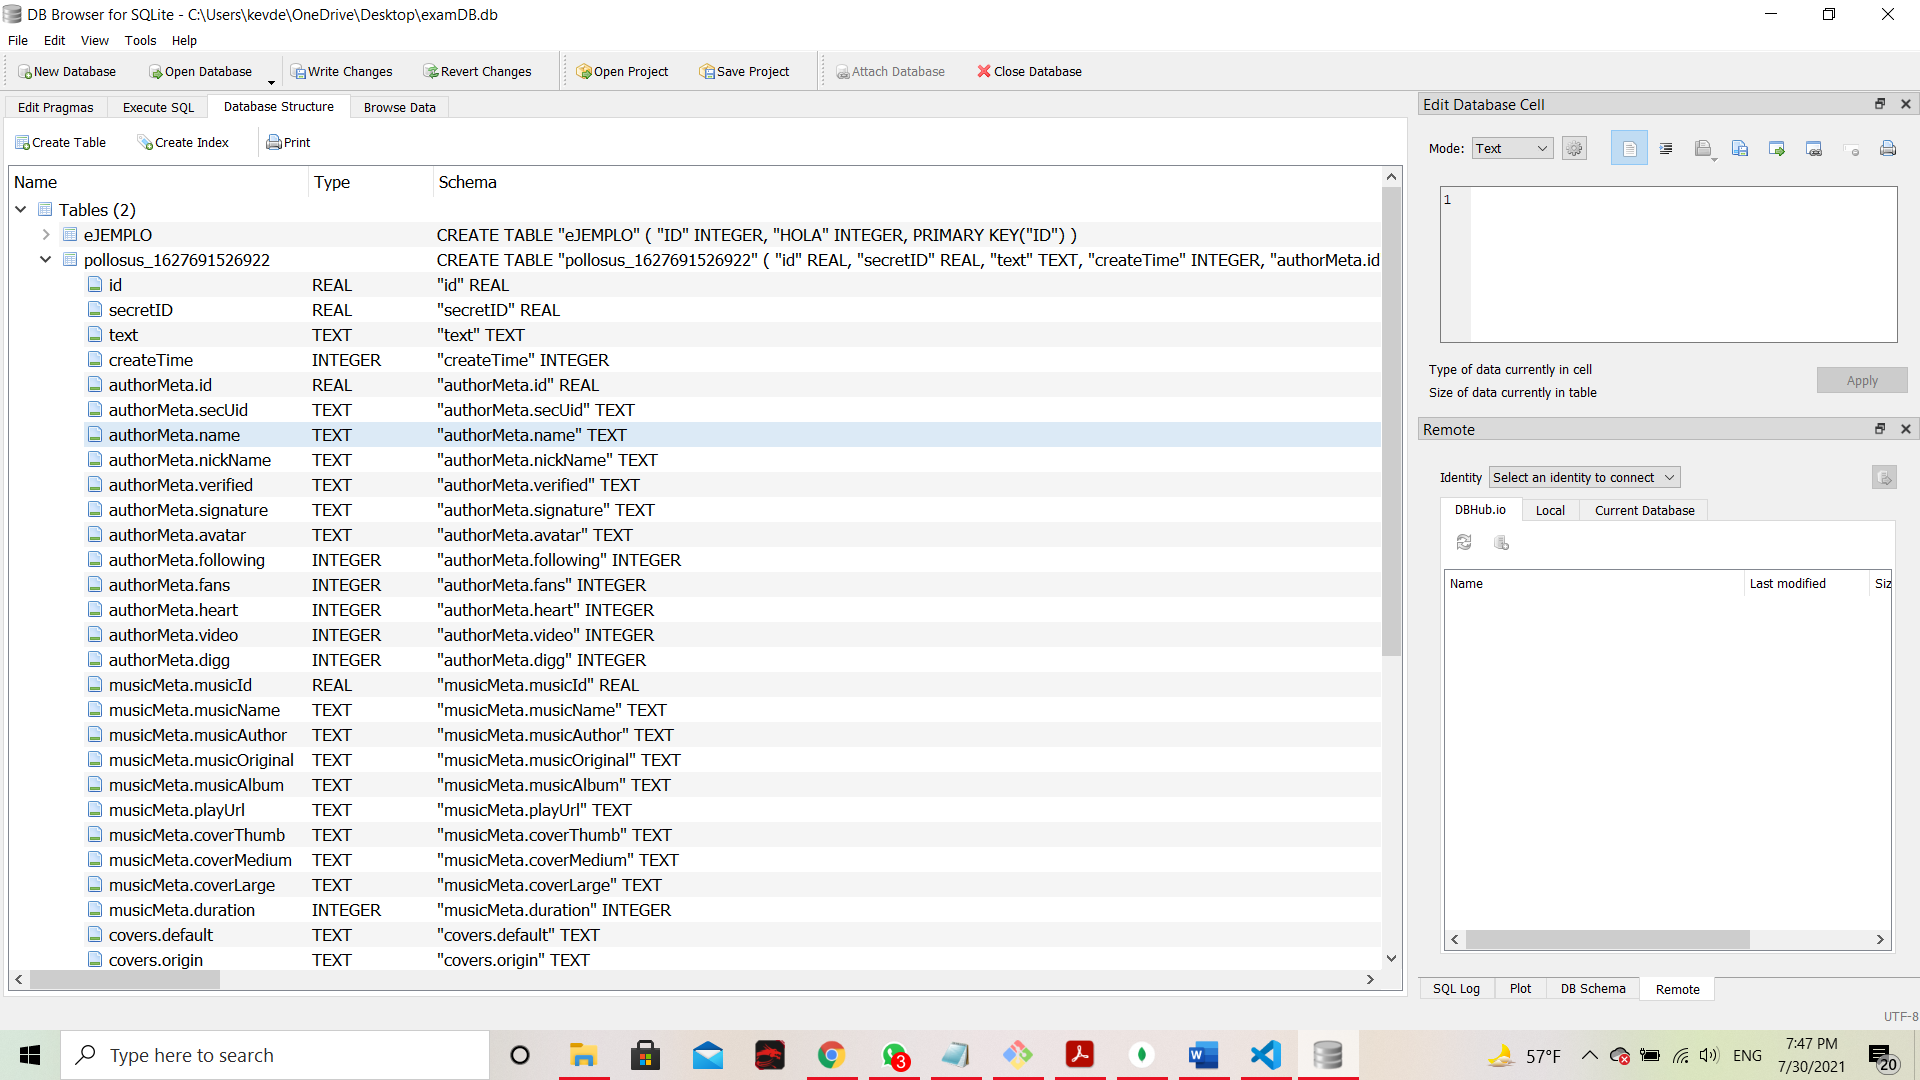 DB Browser for SQLite - C:\Users\kevde\OneDrive\Desktop\examDB.db
File Edit View Tools Help
New Database Open Database Write Changes Revert Changes Open Project Save Project Attach Database Close Database
Edit Pragmas Execute SQL Database Structure Browse Data
Create Table Create Index Print
Name Type Schema
Tables (2)
eJEMPLO CREATE TABLE "eJEMPLO" ( "ID" INTEGER, "HOLA" INTEGER, PRIMARY KEY("ID") )
pollosus_1627691526922 CREATE TABLE "pollosus_1627691526922" ( "id" REAL, "secretID" REAL, "text" TEXT, "createTime" INTEGER, "authorMeta.id
id REAL "id" REAL
secretID REAL "secretID" REAL
text TEXT "text" TEXT
createTime INTEGER "createTime" INTEGER
authorMeta.id REAL "authorMeta.id" REAL
authorMeta.secUid TEXT "authorMeta.secUid" TEXT
authorMeta.name TEXT "authorMeta.name" TEXT
authorMeta.nickName TEXT "authorMeta.nickName" TEXT
authorMeta.verified TEXT "authorMeta.verified" TEXT
authorMeta.signature TEXT "authorMeta.signature" TEXT
authorMeta.avatar TEXT "authorMeta.avatar" TEXT
authorMeta.following INTEGER "authorMeta.following" INTEGER
authorMeta.fans INTEGER "authorMeta.fans" INTEGER
authorMeta.heart INTEGER "authorMeta.heart" INTEGER
authorMeta.video INTEGER "authorMeta.video" INTEGER
authorMeta.digg INTEGER "authorMeta.digg" INTEGER
musicMeta.musicId REAL "musicMeta.musicId" REAL
musicMeta.musicName TEXT "musicMeta.musicName" TEXT
musicMeta.musicAuthor TEXT "musicMeta.musicAuthor" TEXT
musicMeta.musicOriginal TEXT "musicMeta.musicOriginal" TEXT
musicMeta.musicAlbum TEXT "musicMeta.musicAlbum" TEXT
musicMeta.playUrl TEXT "musicMeta.playUrl" TEXT
musicMeta.coverThumb TEXT "musicMeta.coverThumb" TEXT
musicMeta.coverMedium TEXT "musicMeta.coverMedium" TEXT
musicMeta.coverLarge TEXT "musicMeta.coverLarge" TEXT
musicMeta.duration INTEGER "musicMeta.duration" INTEGER
covers.default TEXT "covers.default" TEXT
covers.origin TEXT "covers.origin" TEXT
Edit Database Cell
Mode: Text
1
Type of data currently in cell
Size of data currently in table
Apply
Remote
Identity Select an identity to connect
DBHub.io Local Current Database
Name Last modified Siz
SQL Log Plot DB Schema Remote
UTF-8
Type here to search
3
57°F
ENG
7:47 PM
7/30/2021
20